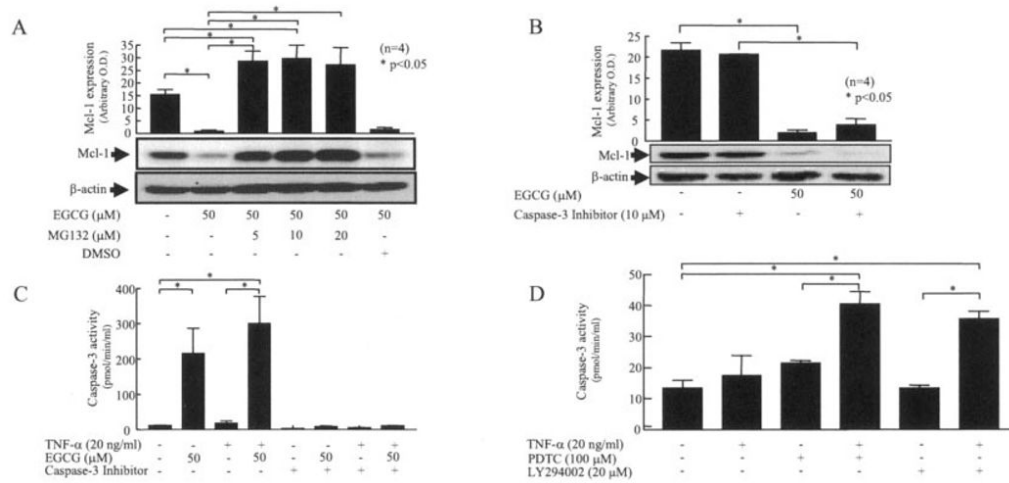 A
Mcl-1 expression
(Arbitrary O.D.)
35
30
25
20
15
10
5
0
* * * * * *
(n=4)
* p<0.05
Mcl-1
β-actin
EGCG (μM) - 50 50 50 50 50
MG132 (μM) - - 5 10 20 -
DMSO - - - - - +
B
Mcl-1 expression
(Arbitrary O.D.)
25
20
15
10
5
0
* *
(n=4)
* p<0.05
Mcl-1
β-actin
EGCG (μM) - - 50 50
Caspase-3 Inhibitor (10 μM) - + - +
C
Caspase-3 activity
(pmol/min/ml)
400
300
200
100
0
* * *
TNF-α (20 ng/ml) - - + + - - + +
EGCG (μM) - 50 - 50 - 50 - 50
Caspase-3 Inhibitor - - - - + + + +
D
Caspase-3 activity
(pmol/min/ml)
50
40
30
20
10
0
* * * *
TNF-α (20 ng/ml) - + - + - +
PDTC (100 μM) - - + + - -
LY294002 (20 μM) - - - - + +